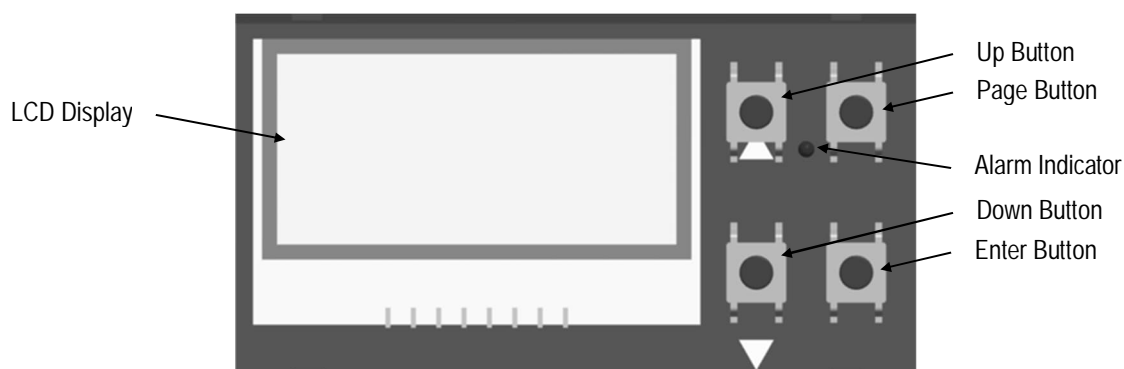 Up Button
Page Button
LCD Display
Alarm Indicator
Down Button
Enter Button